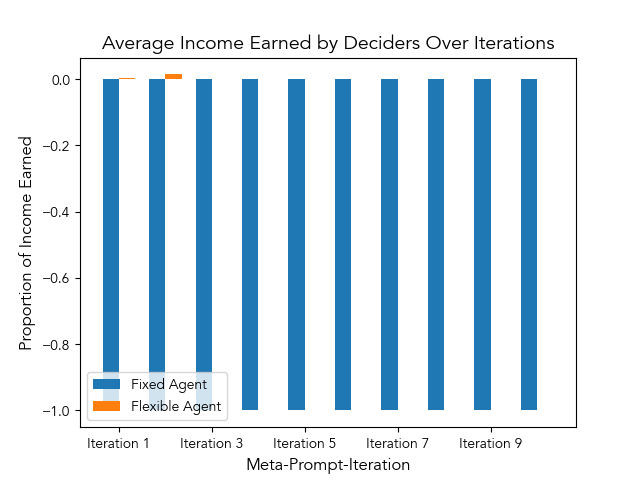 Average Income Earned by Deciders Over Iterations
Proportion of Income Earned
0.0
−0.2
−0.4
−0.6
−0.8
−1.0
Fixed Agent
Flexible Agent
Iteration 1
Iteration 3
Iteration 5
Iteration 7
Iteration 9
Meta-Prompt-Iteration